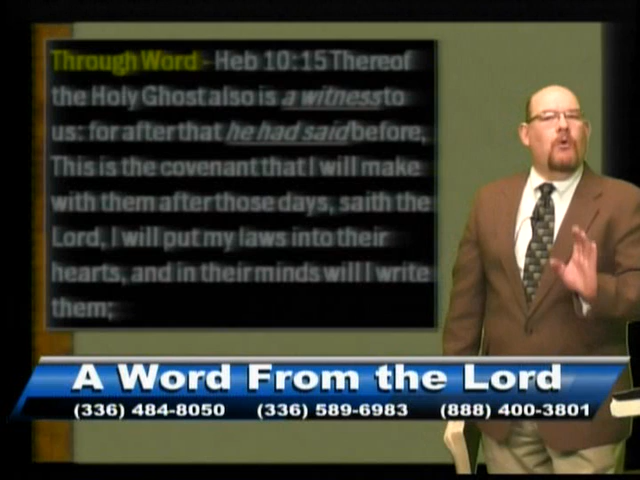 Through Word - Heb 10:15 Thereof
the Holy Ghost also is a witness to
us: for after that he had said before,
This is the covenant that I will make
with them after those days, saith the
Lord, I will put my laws into their
hearts, and in their minds will I write
them;
A Word From the Lord
(336) 484-8050 (336) 589-6983 (888) 400-3801